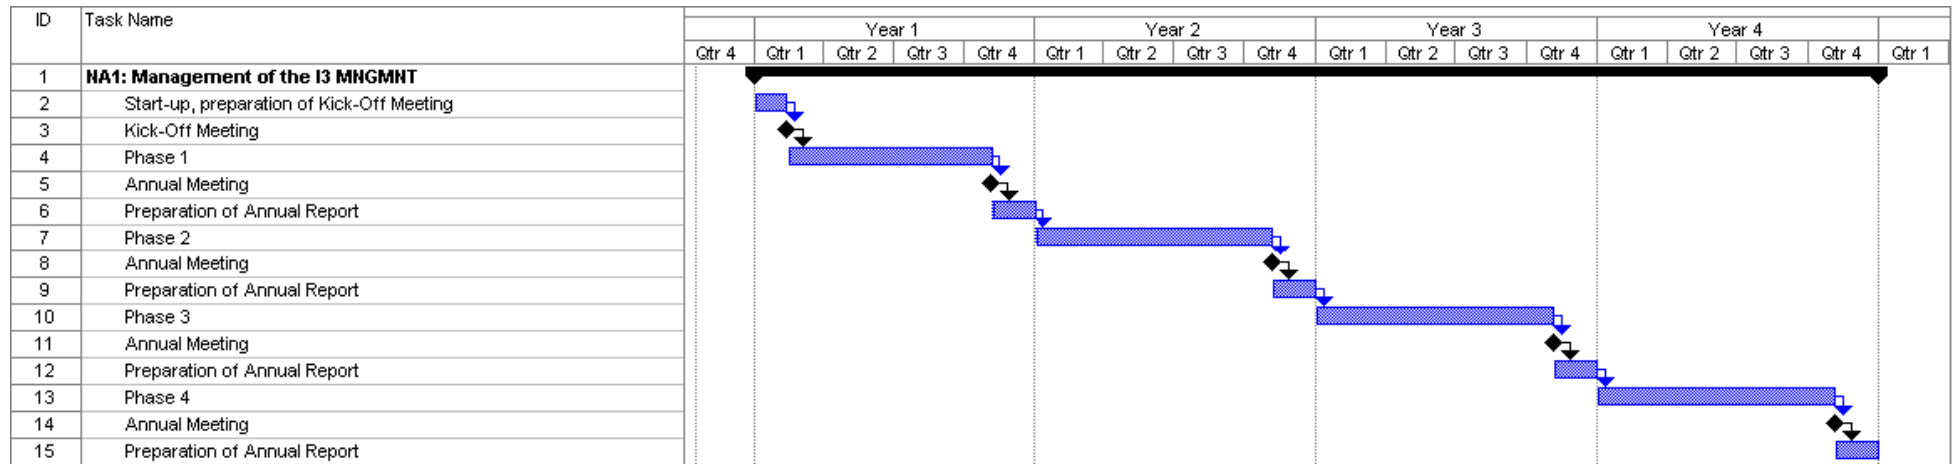 ID Task Name
Year 1 Year 2 Year 3 Year 4
Qtr 4 Qtr 1 Qtr 2 Qtr 3 Qtr 4 Qtr 1 Qtr 2 Qtr 3 Qtr 4 Qtr 1 Qtr 2 Qtr 3 Qtr 4 Qtr 1 Qtr 2 Qtr 3 Qtr 4 Qtr 1
1 NA1: Management of the I3 MNGMNT
2 Start-up, preparation of Kick-Off Meeting
3 Kick-Off Meeting
4 Phase 1
5 Annual Meeting
6 Preparation of Annual Report
7 Phase 2
8 Annual Meeting
9 Preparation of Annual Report
10 Phase 3
11 Annual Meeting
12 Preparation of Annual Report
13 Phase 4
14 Annual Meeting
15 Preparation of Annual Report